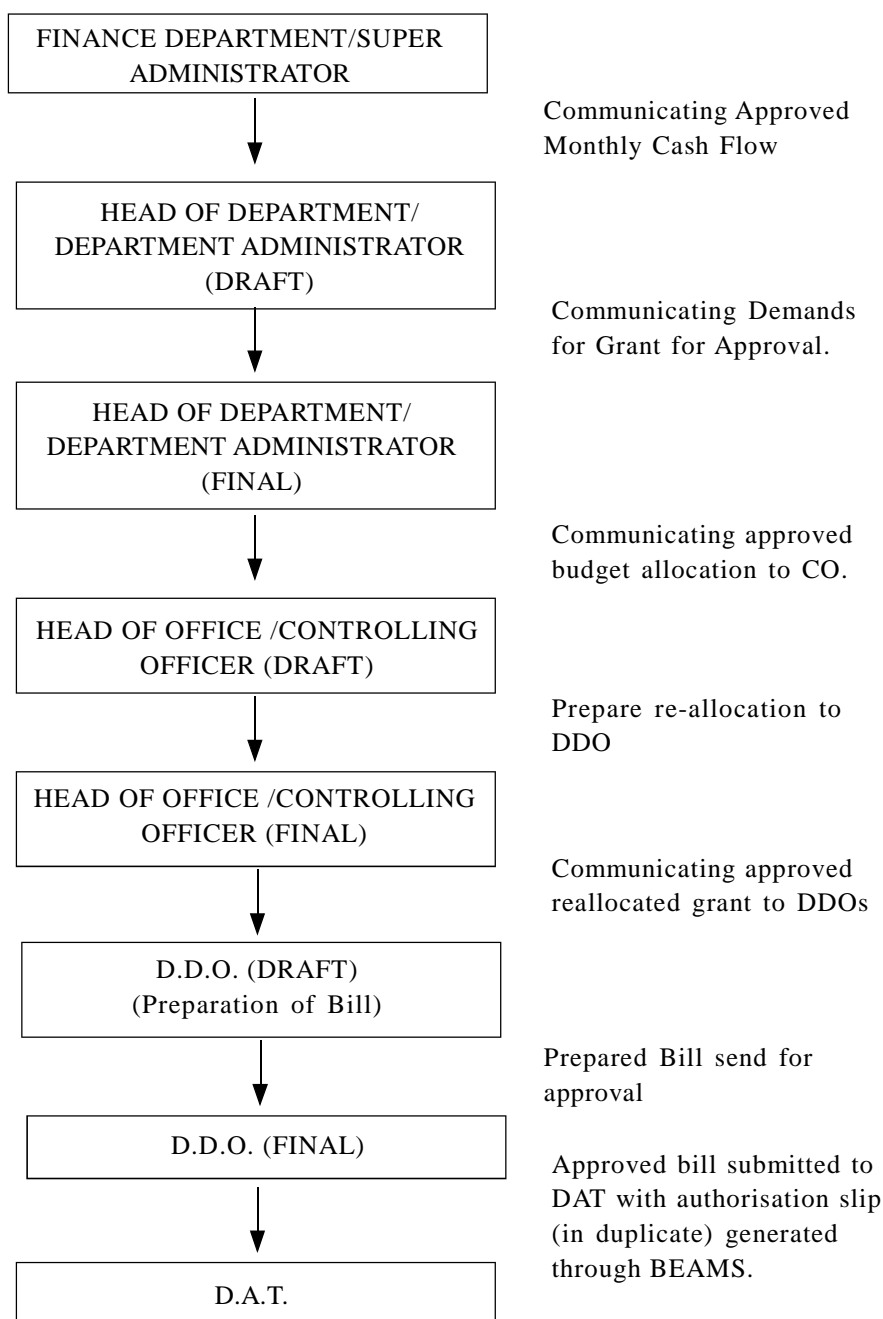 FINANCE DEPARTMENT/SUPER
ADMINISTRATOR
Communicating Approved
Monthly Cash Flow
HEAD OF DEPARTMENT/
DEPARTMENT ADMINISTRATOR
(DRAFT)
Communicating Demands
for Grant for Approval.
HEAD OF DEPARTMENT/
DEPARTMENT ADMINISTRATOR
(FINAL)
Communicating approved
budget allocation to CO.
HEAD OF OFFICE /CONTROLLING
OFFICER (DRAFT)
Prepare re-allocation to
DDO
HEAD OF OFFICE /CONTROLLING
OFFICER (FINAL)
Communicating approved
reallocated grant to DDOs
D.D.O. (DRAFT)
(Preparation of Bill)
Prepared Bill send for
approval
D.D.O. (FINAL)
Approved bill submitted to
DAT with authorisation slip
(in duplicate) generated
through BEAMS.
D.A.T.